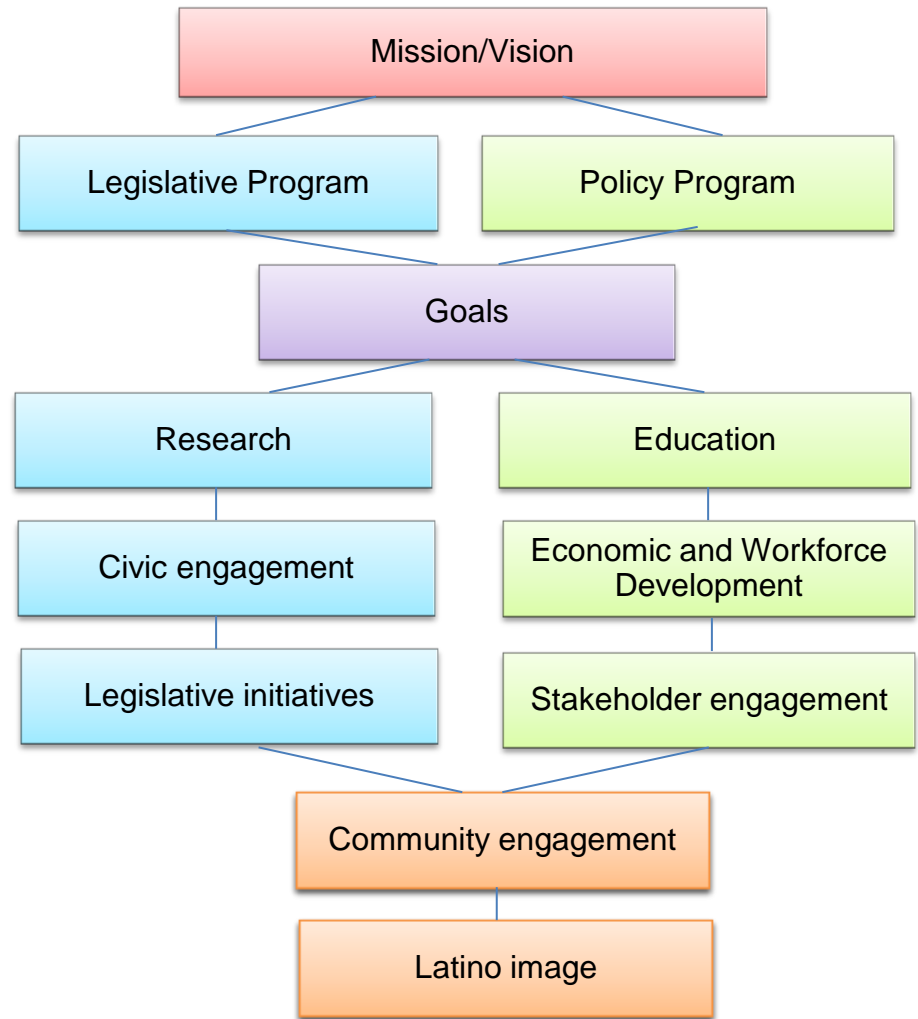 Mission/Vision
Legislative Program
Policy Program
Goals
Research
Education
Civic engagement
Economic and Workforce
Development
Legislative initiatives
Stakeholder engagement
Community engagement
Latino image